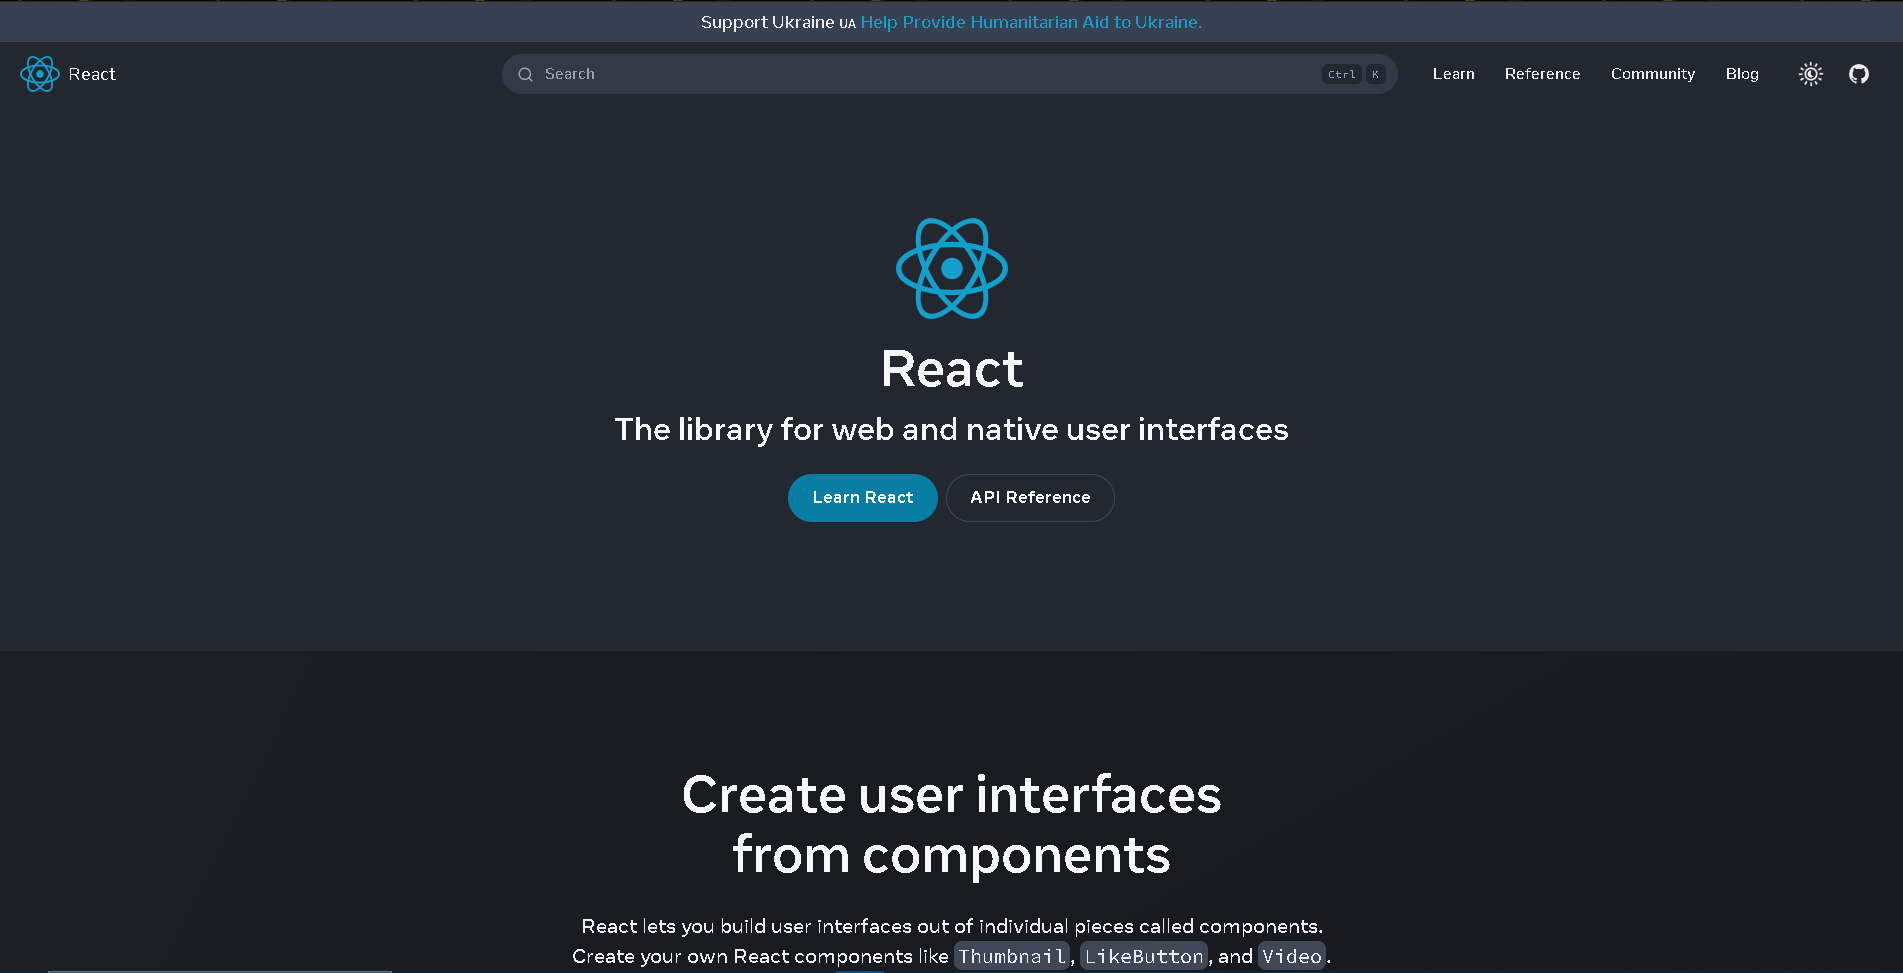 Support Ukraine UA Help Provide Humanitarian Aid to Ukraine.
React
Search
Ctrl K
Learn
Reference
Community
Blog
React
The library for web and native user interfaces
Learn React
API Reference
Create user interfaces
from components
React lets you build user interfaces out of individual pieces called components.
Create your own React components like Thumbnail, LikeButton, and Video.